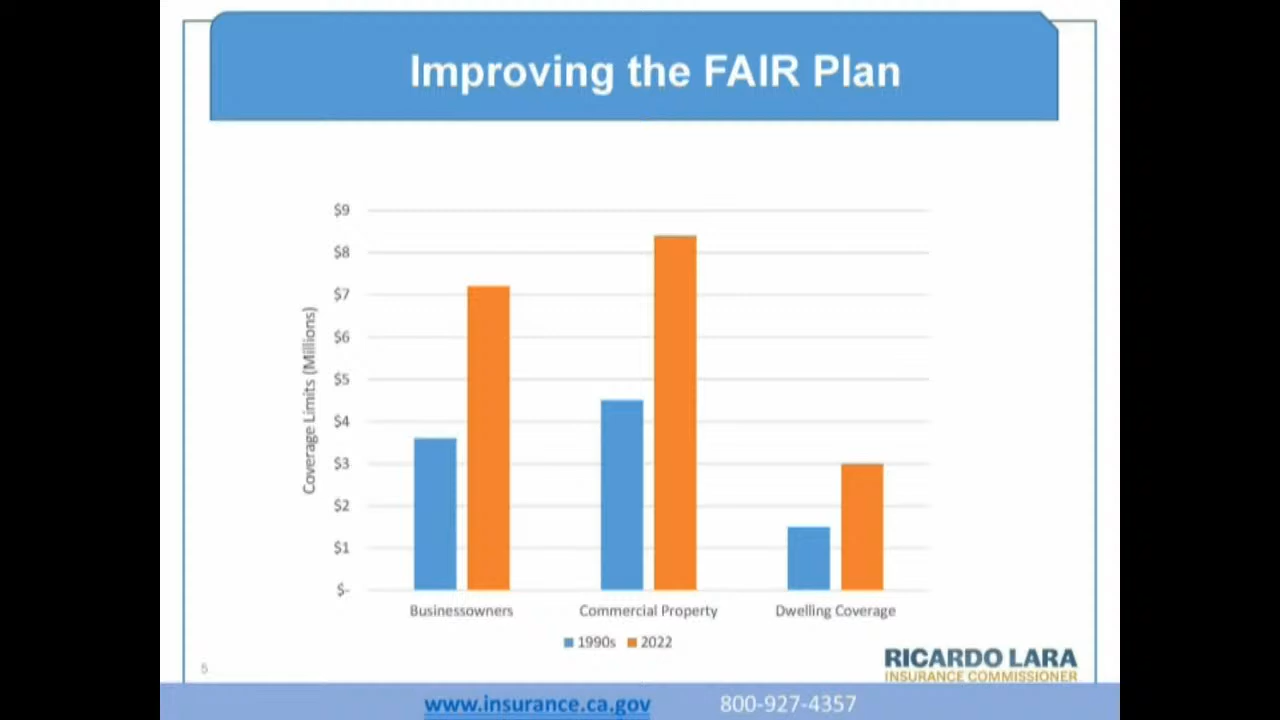 Improving the FAIR Plan
$9
$8
$7
$6
$5
$4
$3
$2
$1
$-
Coverage Limits (Millions)
Businessowners
Commercial Property
Dwelling Coverage
1990s
2022
5
RICARDO LARA
INSURANCE COMMISSIONER
www.insurance.ca.gov
800-927-4357